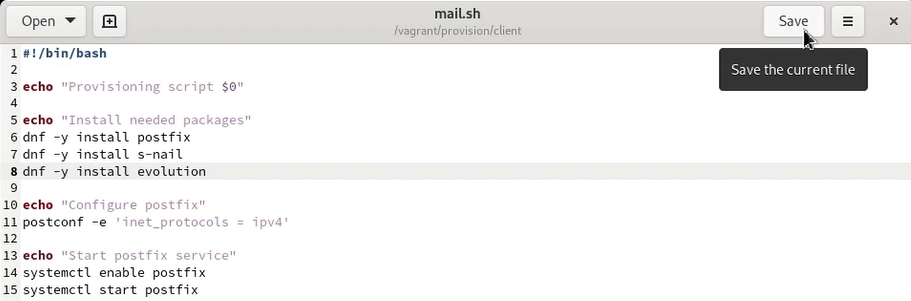 Open
mail.sh
/vagrant/provision/client
Save
Save the current file
1 #!/bin/bash
2
3 echo "Provisioning script $0"
4
5 echo "Install needed packages"
6 dnf -y install postfix
7 dnf -y install s-nail
8 dnf -y install evolution
9
10 echo "Configure postfix"
11 postconf -e 'inet_protocols = ipv4'
12
13 echo "Start postfix service"
14 systemctl enable postfix
15 systemctl start postfix